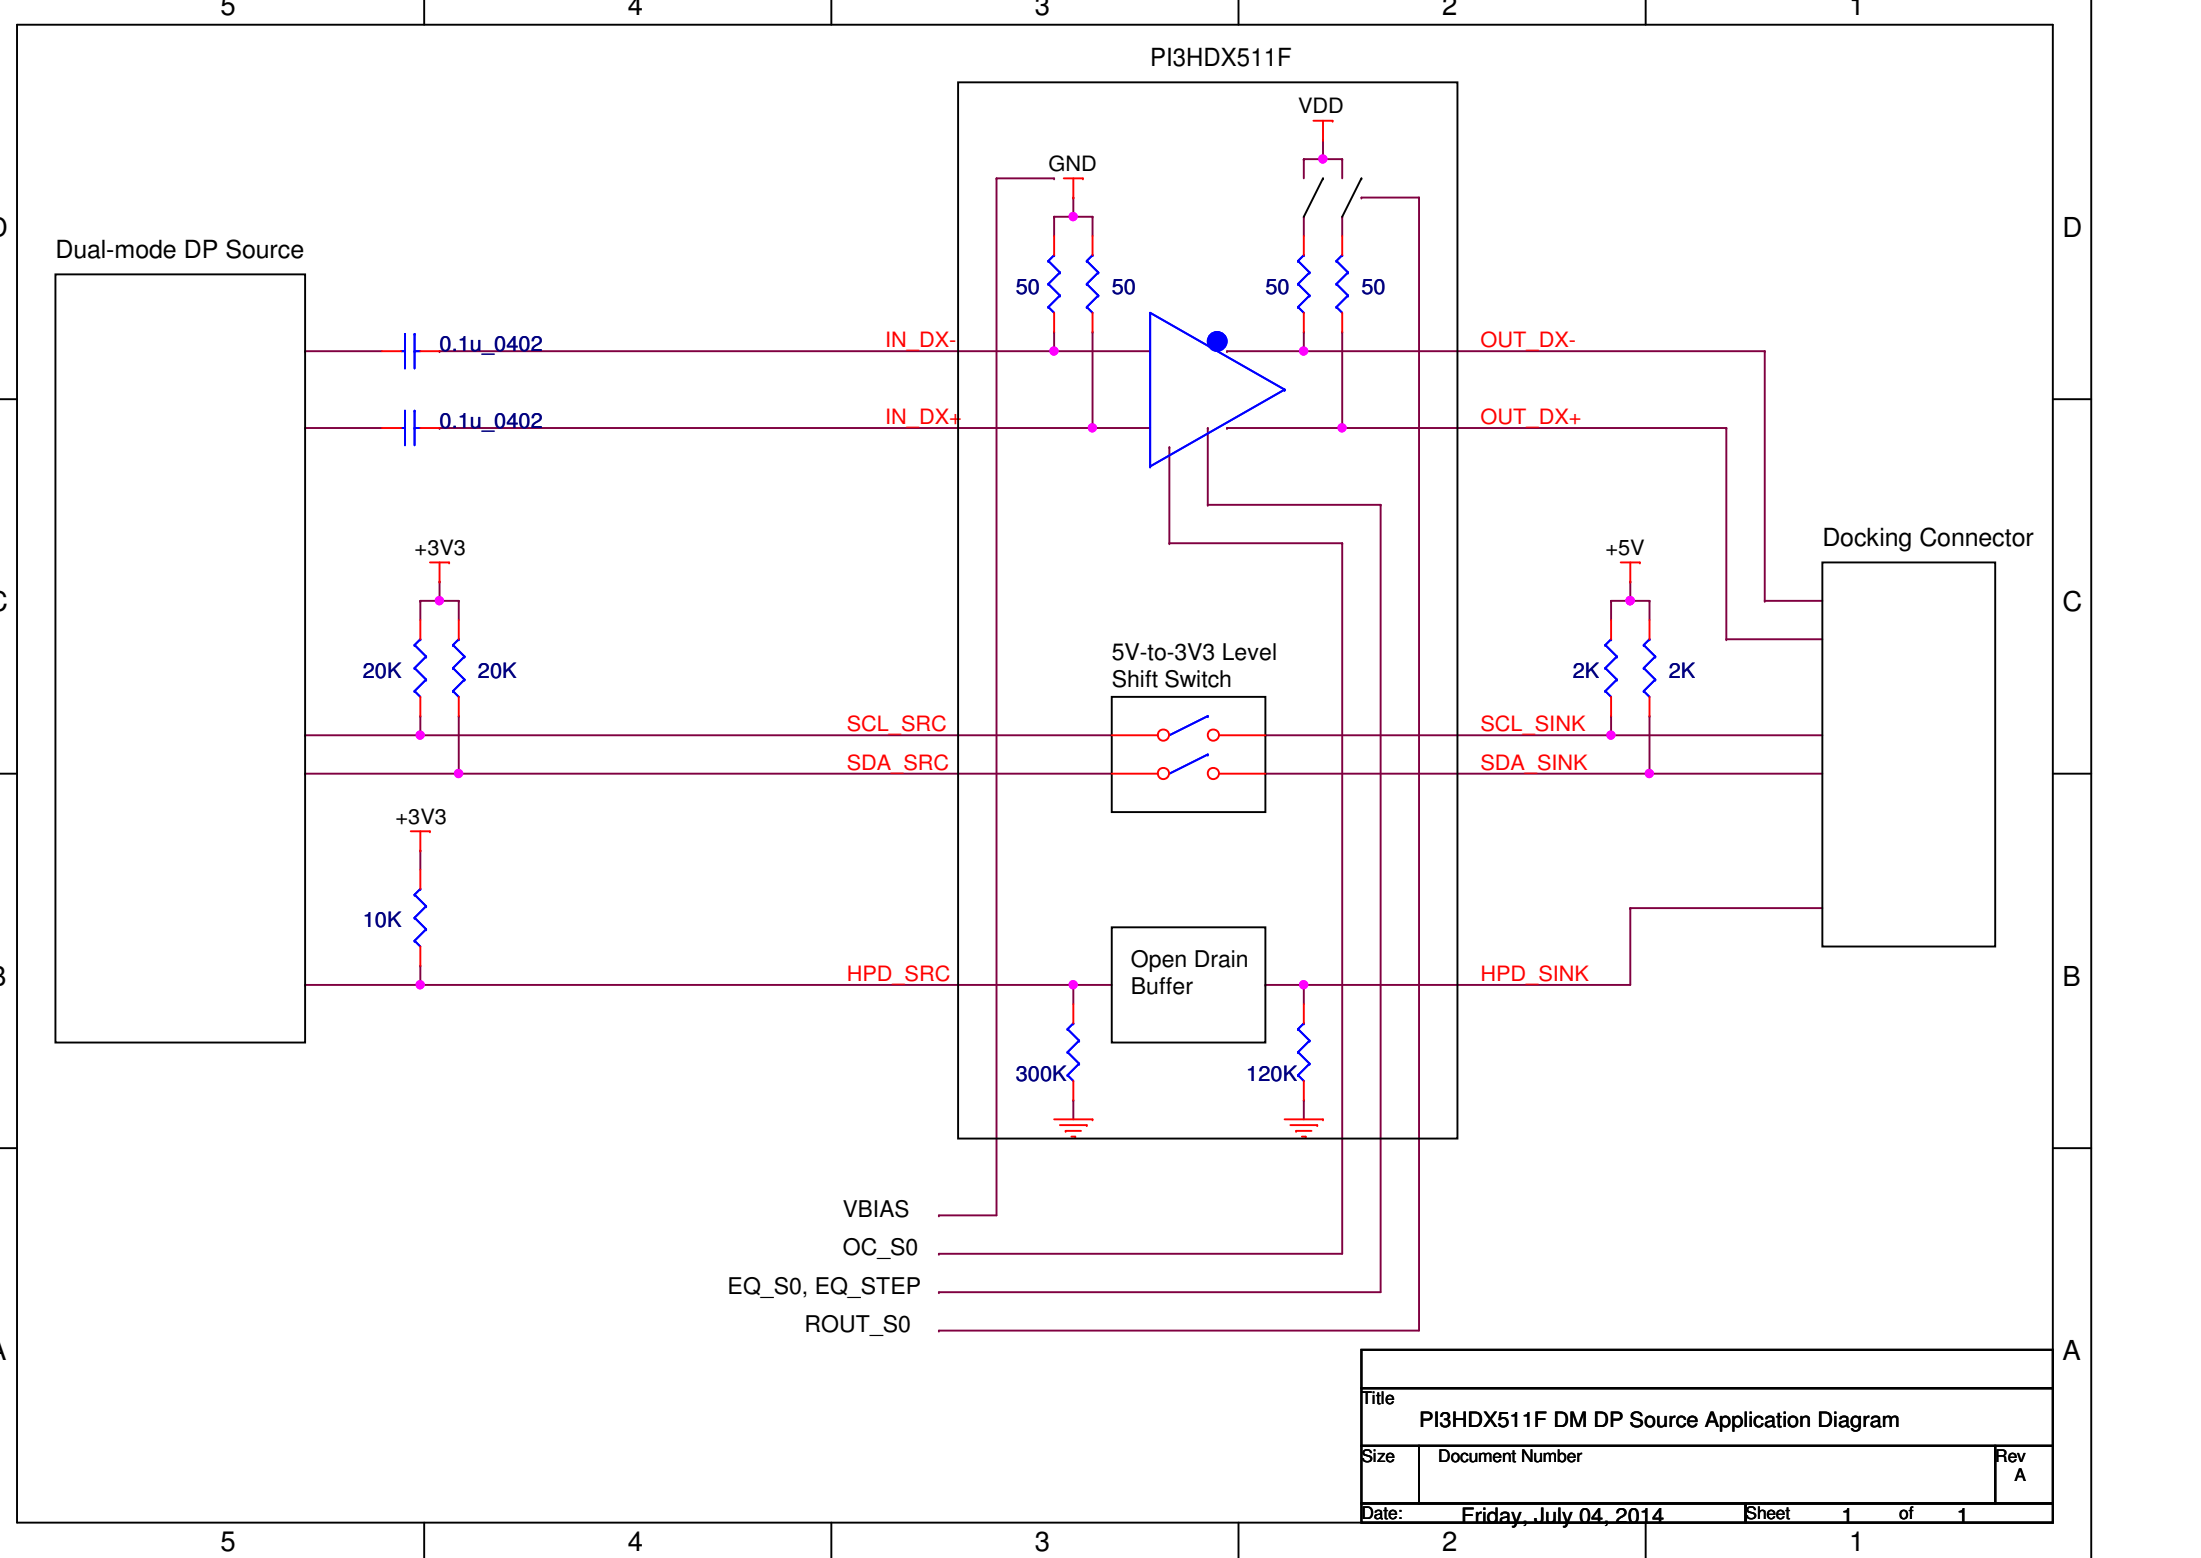 5 4 3 2 1
PI3HDX511F
VDD
GND
D D
Dual-mode DP Source
50 50 50 50
0.1u_0402 IN_DX- OUT_DX-
0.1u_0402 IN_DX+ OUT_DX+
Docking Connector
+3V3 +5V
C C
5V-to-3V3 Level
Shift Switch
20K 20K 2K 2K
SCL_SRC SCL_SINK
SDA_SRC SDA_SINK
+3V3
10K
Open Drain
Buffer
HPD_SRC HPD_SINK
B B
300K 120K
VBIAS
OC_S0
EQ_S0, EQ_STEP
ROUT_S0
A A
Title
PI3HDX511F DM DP Source Application Diagram
Size Document Number Rev
A
Date: Friday, July 04, 2014 Sheet 1 of 1
5 4 3 2 1